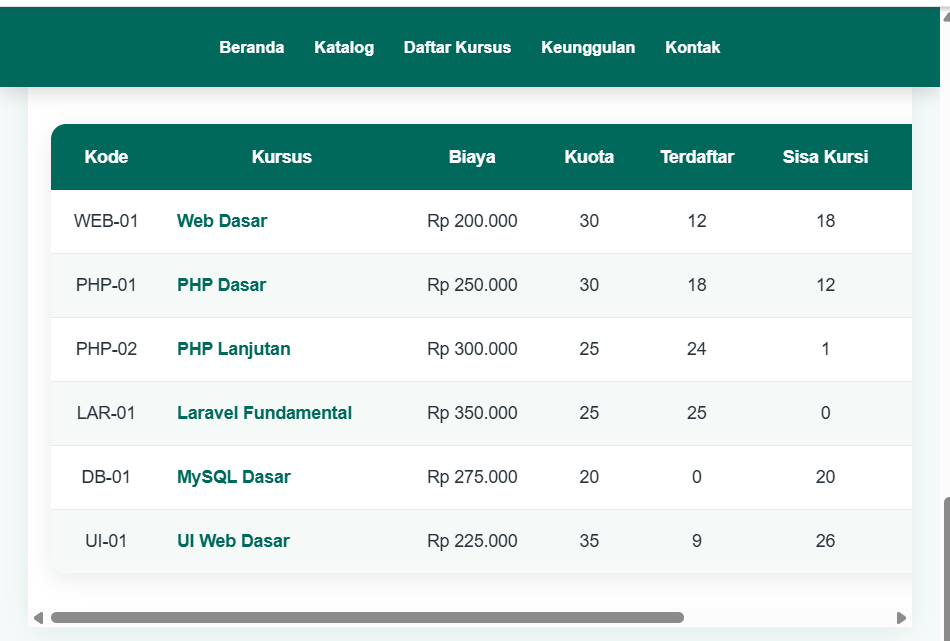 Beranda Katalog Daftar Kursus Keunggulan Kontak
Kode Kursus Biaya Kuota Terdaftar Sisa Kursi
WEB-01 Web Dasar Rp 200.000 30 12 18
PHP-01 PHP Dasar Rp 250.000 30 18 12
PHP-02 PHP Lanjutan Rp 300.000 25 24 1
LAR-01 Laravel Fundamental Rp 350.000 25 25 0
DB-01 MySQL Dasar Rp 275.000 20 0 20
UI-01 UI Web Dasar Rp 225.000 35 9 26